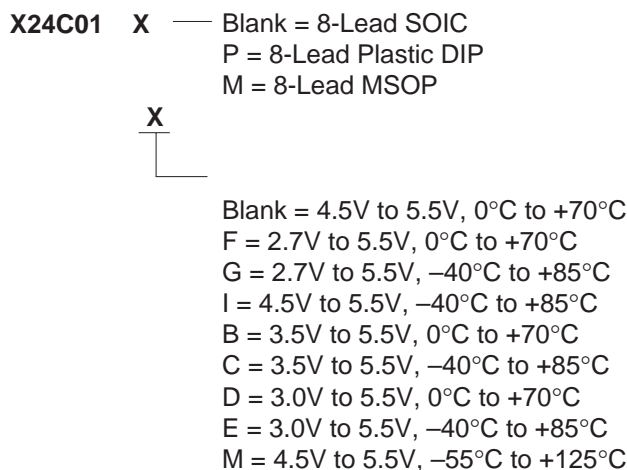 X24C01 X Blank = 8-Lead SOIC
P = 8-Lead Plastic DIP
M = 8-Lead MSOP
X
Blank = 4.5V to 5.5V, 0°C to +70°C
F = 2.7V to 5.5V, 0°C to +70°C
G = 2.7V to 5.5V, –40°C to +85°C
I = 4.5V to 5.5V, –40°C to +85°C
B = 3.5V to 5.5V, 0°C to +70°C
C = 3.5V to 5.5V, –40°C to +85°C
D = 3.0V to 5.5V, 0°C to +70°C
E = 3.0V to 5.5V, –40°C to +85°C
M = 4.5V to 5.5V, –55°C to +125°C